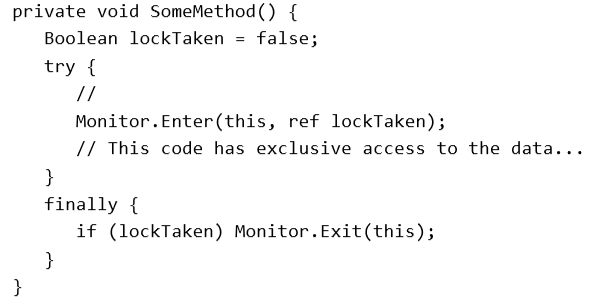 private void SomeMethod() {
Boolean lockTaken = false;
try {
//
Monitor.Enter(this, ref lockTaken);
// This code has exclusive access to the data...
}
finally {
if (lockTaken) Monitor.Exit(this);
}
}